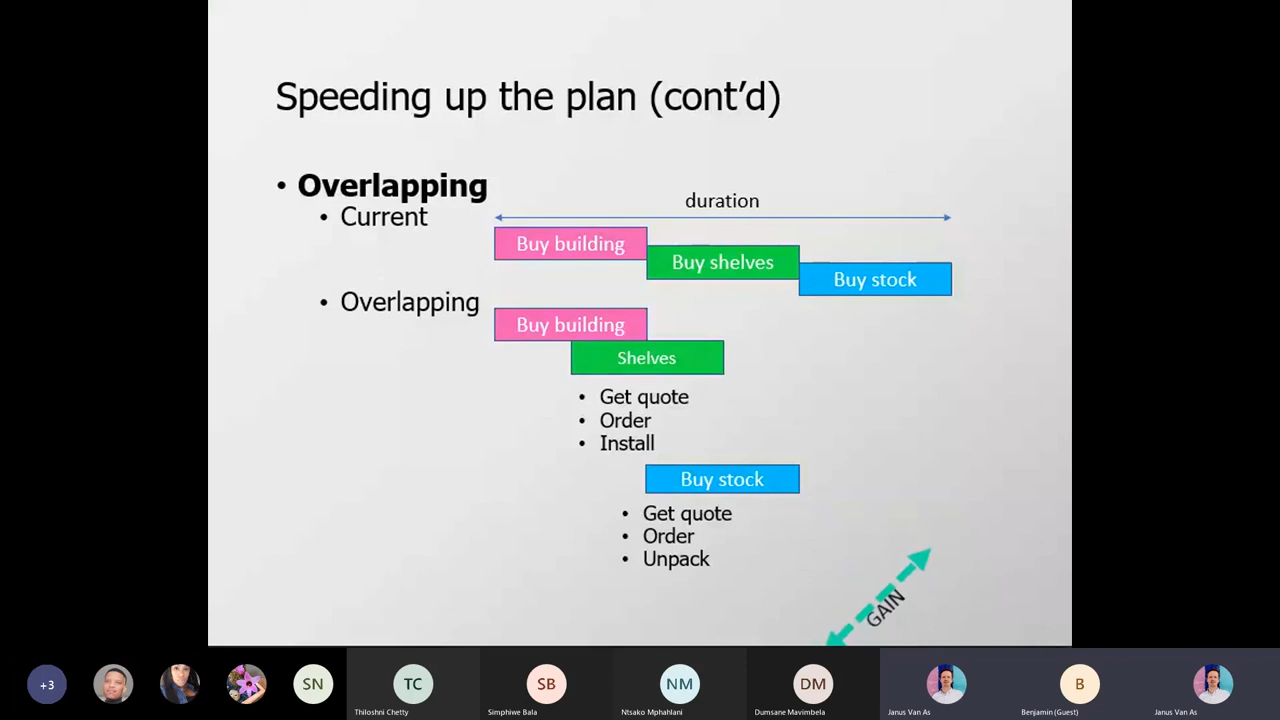 Speeding up the plan (cont’d)
• Overlapping
• Current
duration
Buy building
Buy shelves
Buy stock
• Overlapping
Buy building
Shelves
• Get quote
• Order
• Install
Buy stock
• Get quote
• Order
• Unpack
GAIN
+3
SN
TC
SB
NM
DM
B
Thiloshni Chetty
Simphiwe Bala
Ntsako Mphahlani
Dumsane Mavimbela
Janus Van As
Benjamin (Guest)
Janus Van As